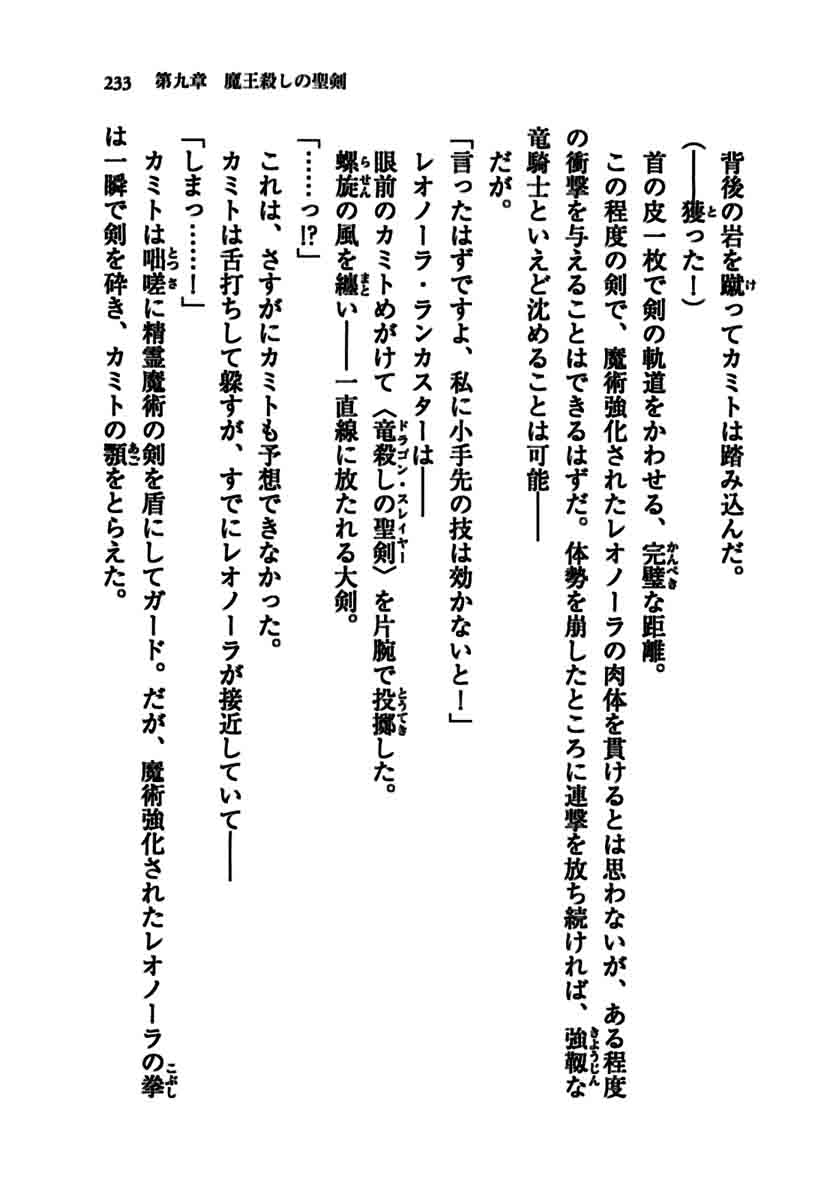 233　第九章　魔王殺しの聖剣
　背後の岩を蹴ってカミトは踏み込んだ。
（――獲った！）
　首の皮一枚で剣の軌道をかわせる、完璧な距離。
　この程度の剣で、魔術強化されたレオノーラの肉体を貫けるとは思わないが、ある程度
の衝撃を与えることはできるはずだ。体勢を崩したところに連撃を放ち続ければ、強靱な
竜騎士といえど沈めることは可能――
　だが。
「言ったはずですよ、私に小手先の技は効かないと！」
　レオノーラ・ランカスターは――
　眼前のカミトめがけて〈竜殺しの聖剣〉を片腕で投擲した。
　螺旋の風を纏い――一直線に放たれる大剣。
「……っ!?」
　これは、さすがにカミトも予想できなかった。
　カミトは舌打ちして躱すが、すでにレオノーラが接近していて――
「しまっ……！」
　カミトは咄嗟に精霊魔術の剣を盾にしてガード。だが、魔術強化されたレオノーラの拳
は一瞬で剣を砕き、カミトの顎をとらえた。